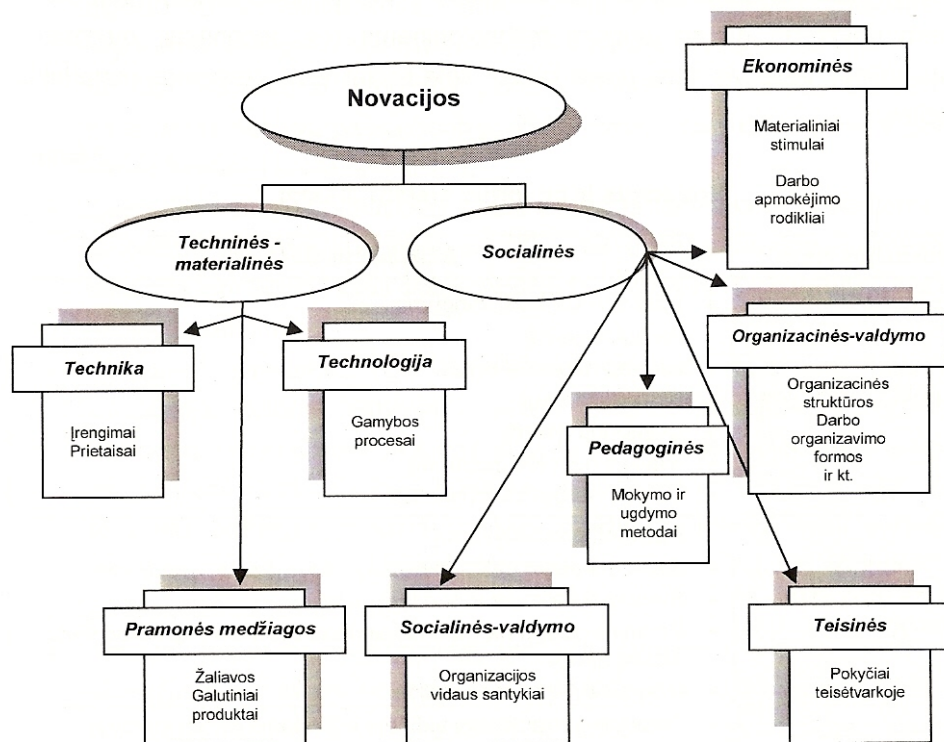 Novacijos
Techninės -
materialinės
Socialinės
Ekonominės
Materialiniai
stimulai
Darbo
apmokėjimo
rodikliai
Technika
Įrengimai
Prietaisai
Technologija
Gamybos
procesai
Organizacinės-valdymo
Organizacinės
struktūros
Darbo
organizavimo
formos
ir kt.
Pedagoginės
Mokymo ir
ugdymo
metodai
Pramonės medžiagos
Žaliavos
Galutiniai
produktai
Socialinės-valdymo
Organizacijos
vidaus santykiai
Teisinės
Pokyčiai
teisėtvarkoje